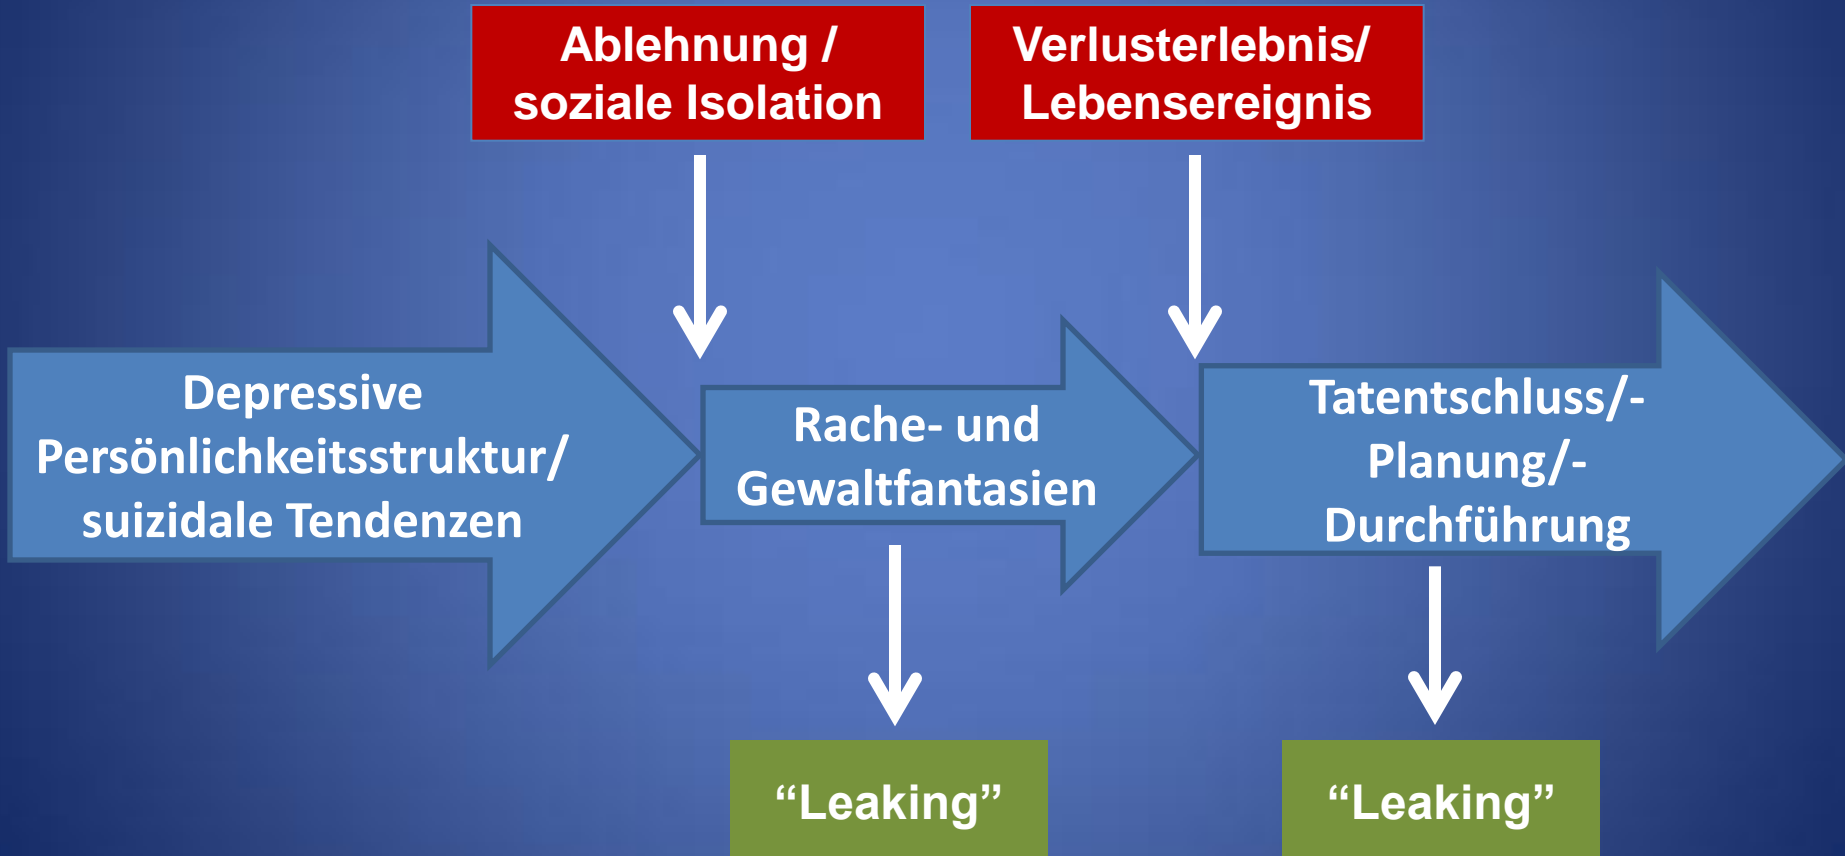 Ablehnung /
soziale Isolation
Verlusterlebnis/
Lebensereignis
Depressive
Persönlichkeitsstruktur/
suizidale Tendenzen
Rache- und
Gewaltfantasien
Tatentschluss/-
Planung/-
Durchführung
“Leaking”
“Leaking”